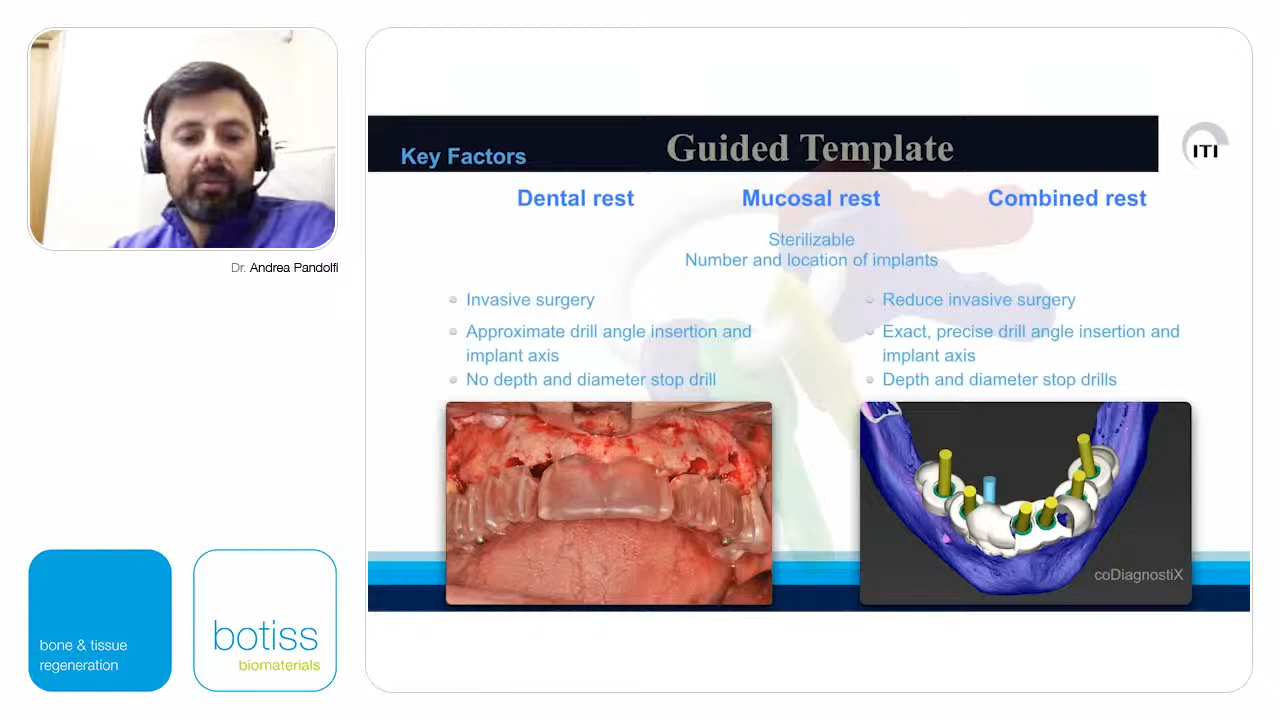 Dr. Andrea Pandolfi
bone & tissue
regeneration
botiss
biomaterials
Key Factors
Guided Template
ITI
Dental rest
Mucosal rest
Combined rest
Sterilizable
Number and location of implants
Invasive surgery
Approximate drill angle insertion and
implant axis
No depth and diameter stop drill
Reduce invasive surgery
Exact, precise drill angle insertion and
implant axis
Depth and diameter stop drills
coDiagnostiX